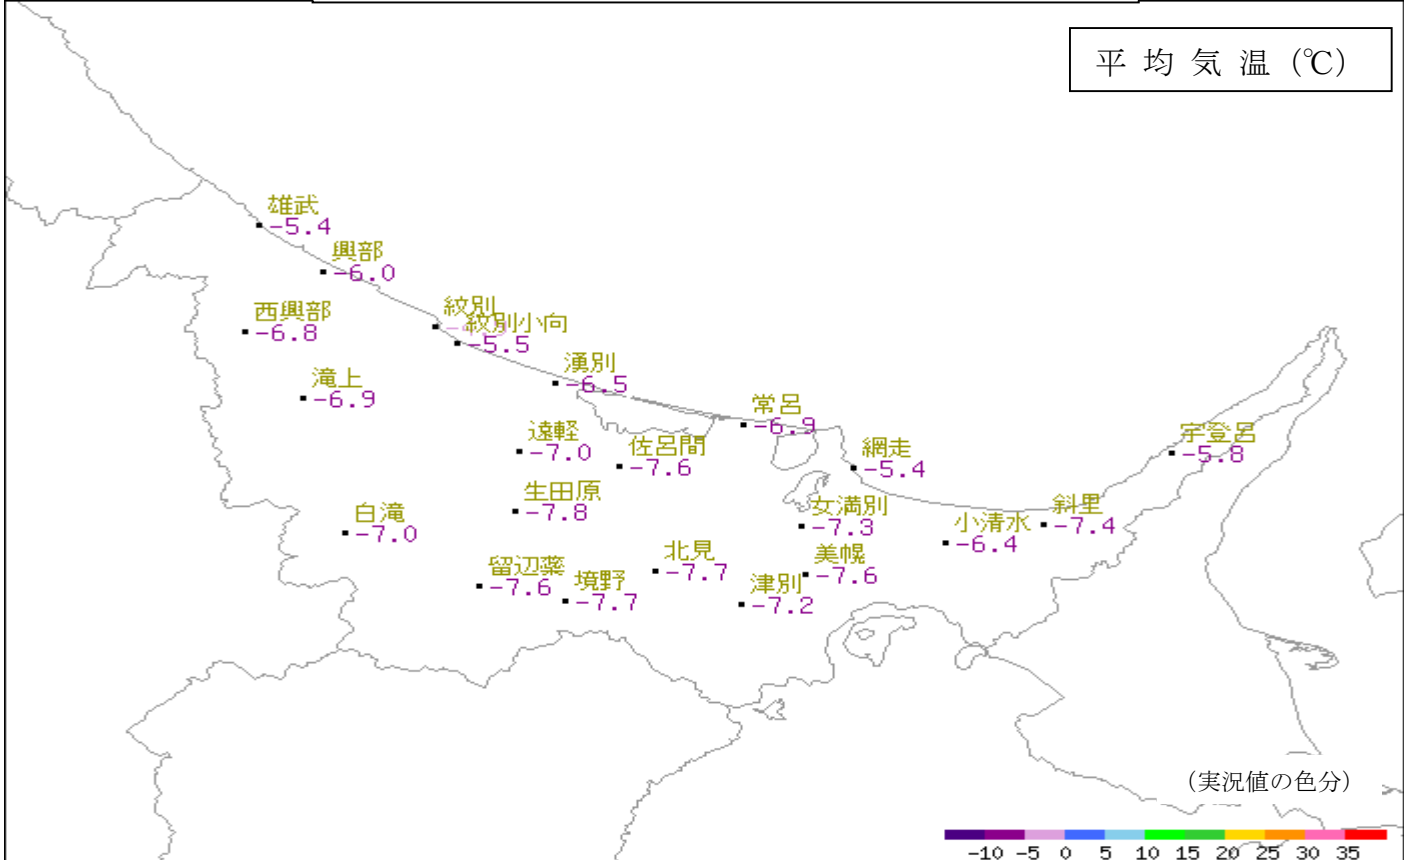 平均気温(℃)
雄武
-5.4
興部
-6.0
西興部
-6.8
紋別
紋別小向
-5.5
滝上
-6.9
湧別
-6.5
常呂
-6.9
遠軽
-7.0
佐呂間
-7.6
網走
-5.4
宇登呂
-5.8
生田原
-7.8
白滝
-7.0
女満別
-7.3
小清水
-6.4
斜里
-7.4
北見
-7.7
美幌
-7.6
留辺蘂
-7.6
境野
-7.7
津別
-7.2
(実況値の色分)
-10 -5 0 5 10 15 20 25 30 35